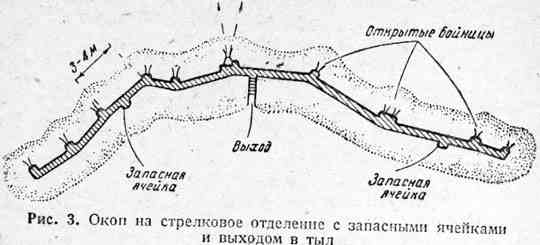 3-4 м
Открытые бойницы
Выход
Запасная
ячейка
Запасная
ячейка
Рис. 3. Окоп на стрелковое отделение с запасными ячейками
и выходом в тыл